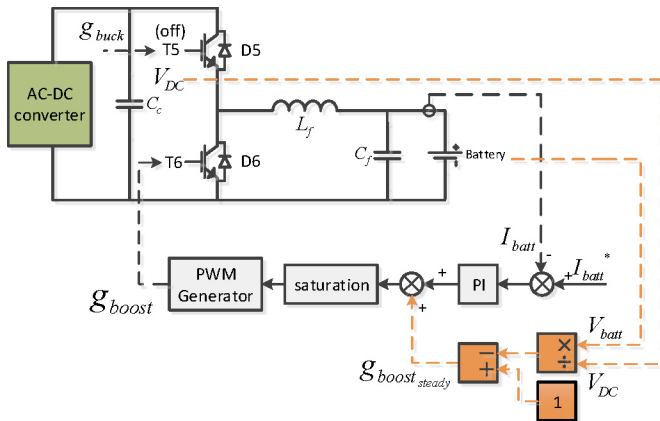 g_buck
(off)
T5
D5
V_DC
AC-DC
converter
C_c
L_f
T6
D6
C_f
Battery
I_batt
-
+
I_batt*
PI
+
+
saturation
PWM
Generator
g_boost
g_boost_steady
−
+
×
÷
V_batt
V_DC
1